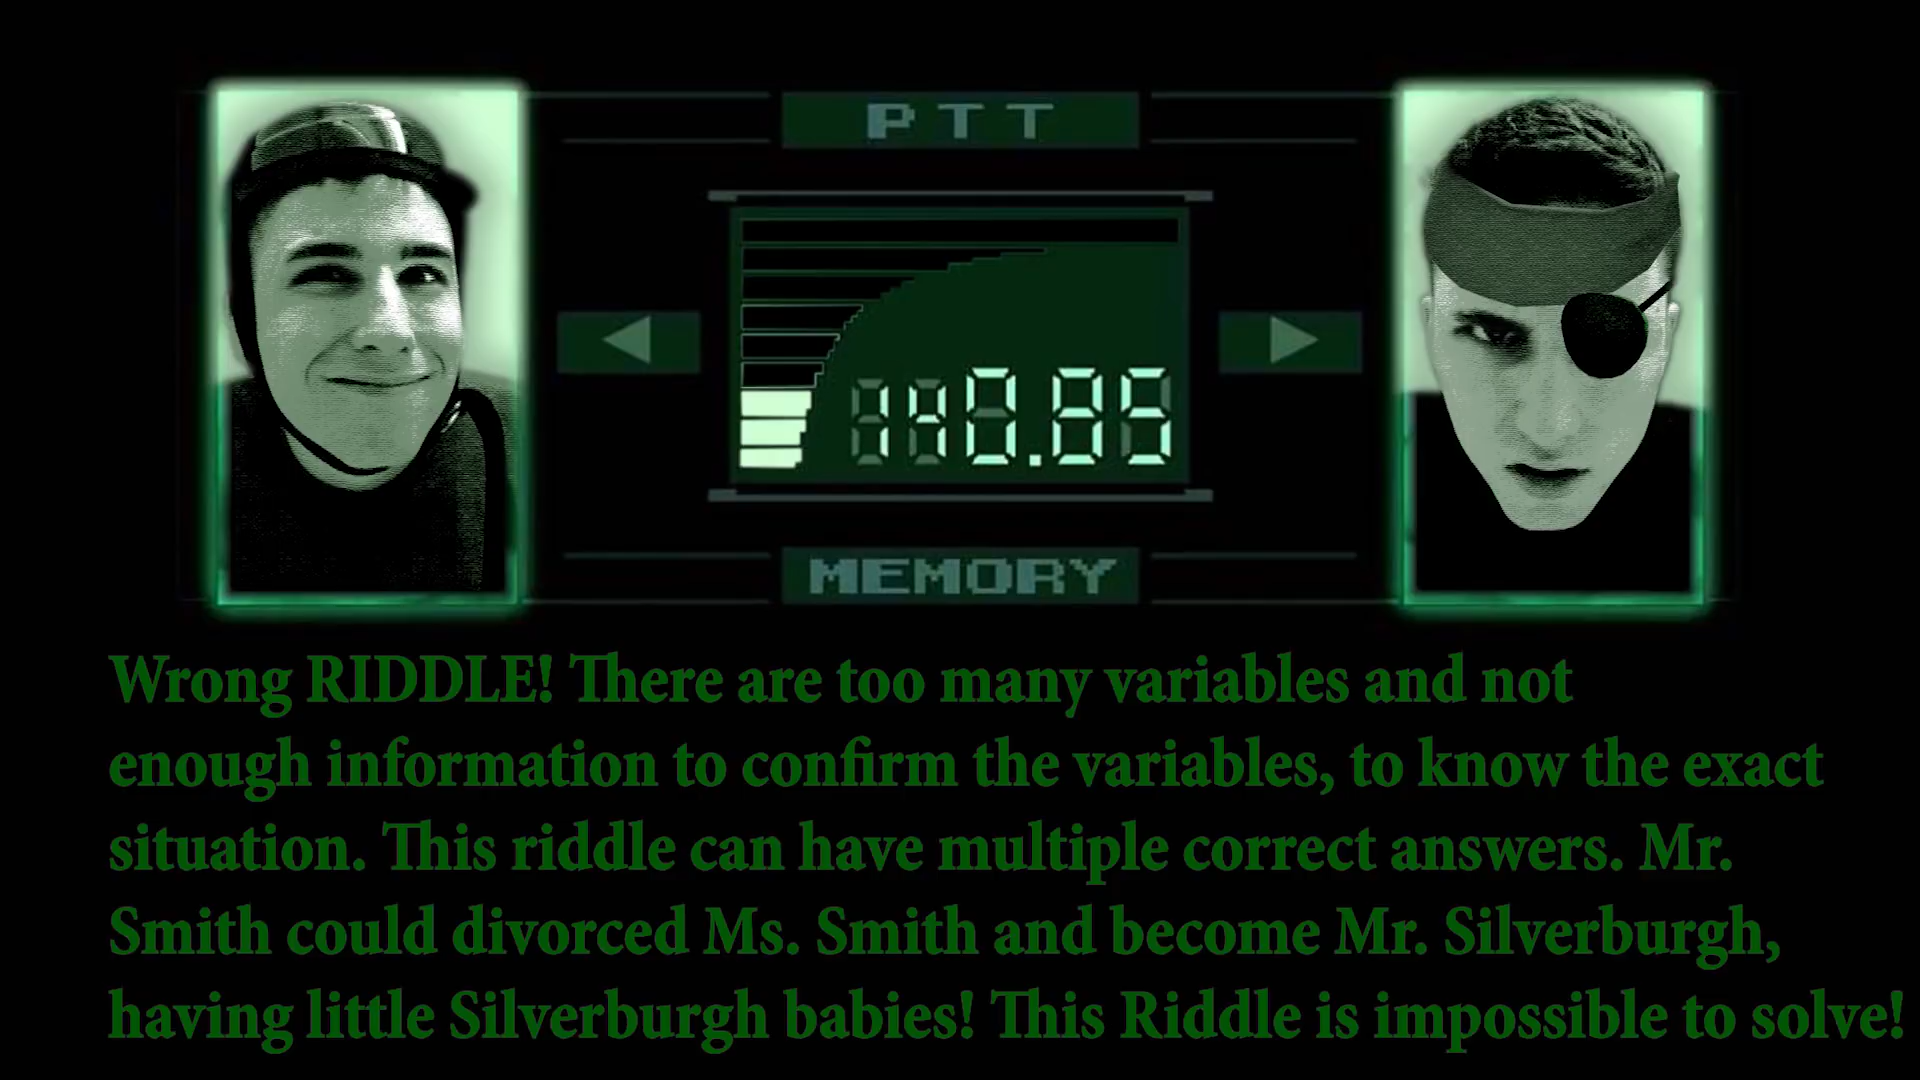 PTT
140.85
MEMORY
Wrong RIDDLE! There are too many variables and not
enough information to confirm the variables, to know the exact
situation. This riddle can have multiple correct answers. Mr.
Smith could divorced Ms. Smith and become Mr. Silverburgh,
having little Silverburgh babies! This Riddle is impossible to solve!